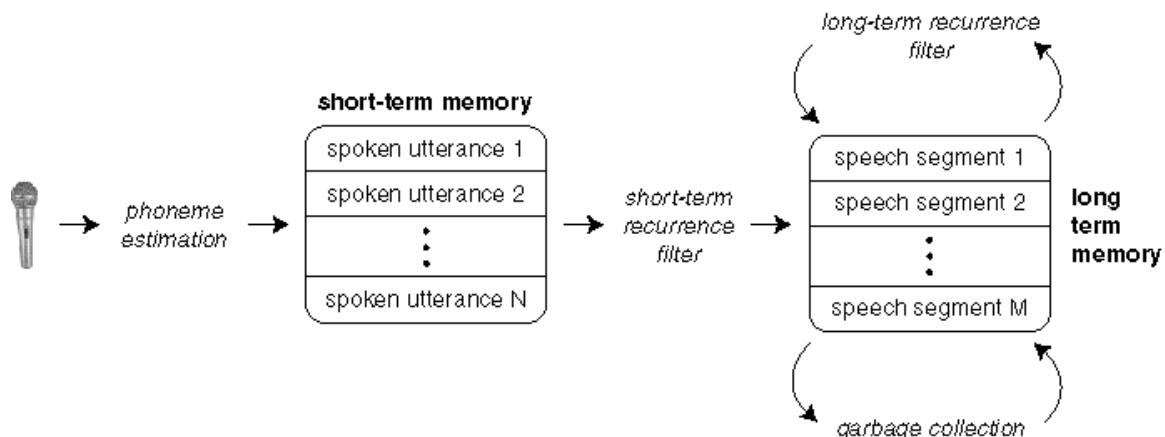 long-term recurrence
filter
short-term memory
spoken utterance 1
spoken utterance 2
spoken utterance N
phoneme
estimation
short-term
recurrence
filter
speech segment 1
speech segment 2
speech segment M
long
term
memory
garbage collection